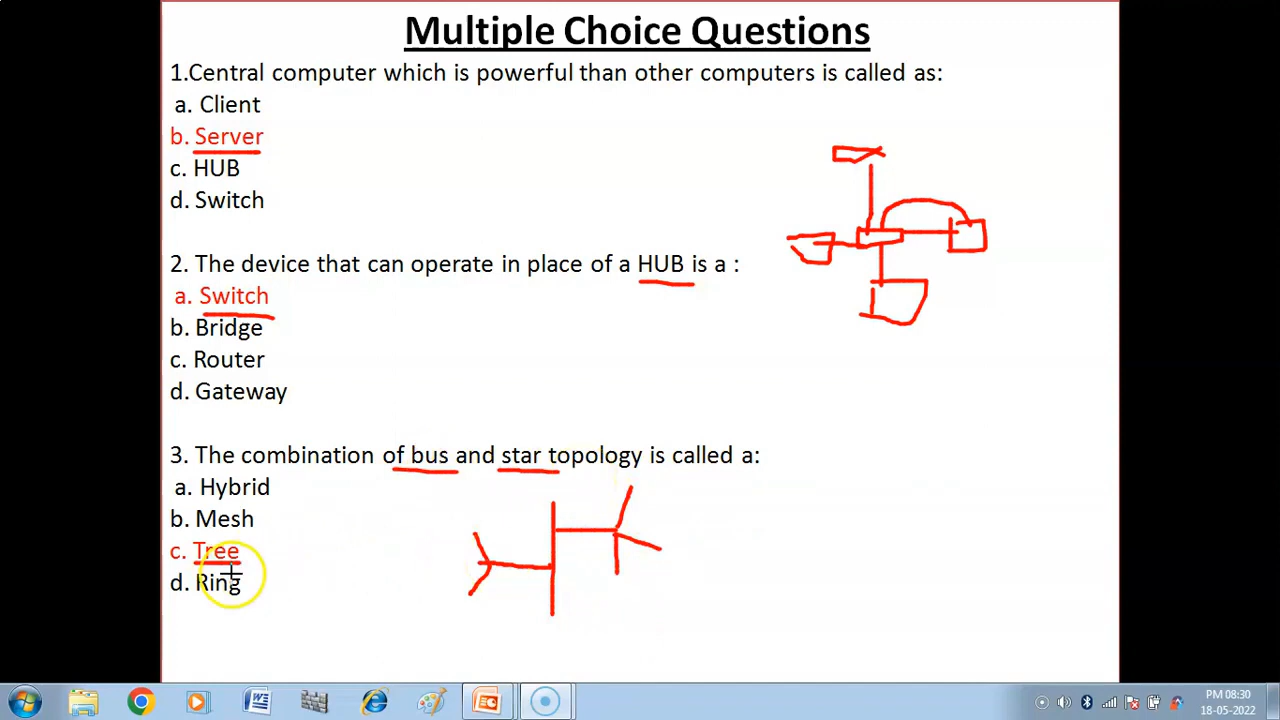 Multiple Choice Questions
1.Central computer which is powerful than other computers is called as:
a. Client
b. Server
c. HUB
d. Switch
2. The device that can operate in place of a HUB is a :
a. Switch
b. Bridge
c. Router
d. Gateway
3. The combination of bus and star topology is called a:
a. Hybrid
b. Mesh
c. Tree
d. Ring
PM 08:30
18-05-2022